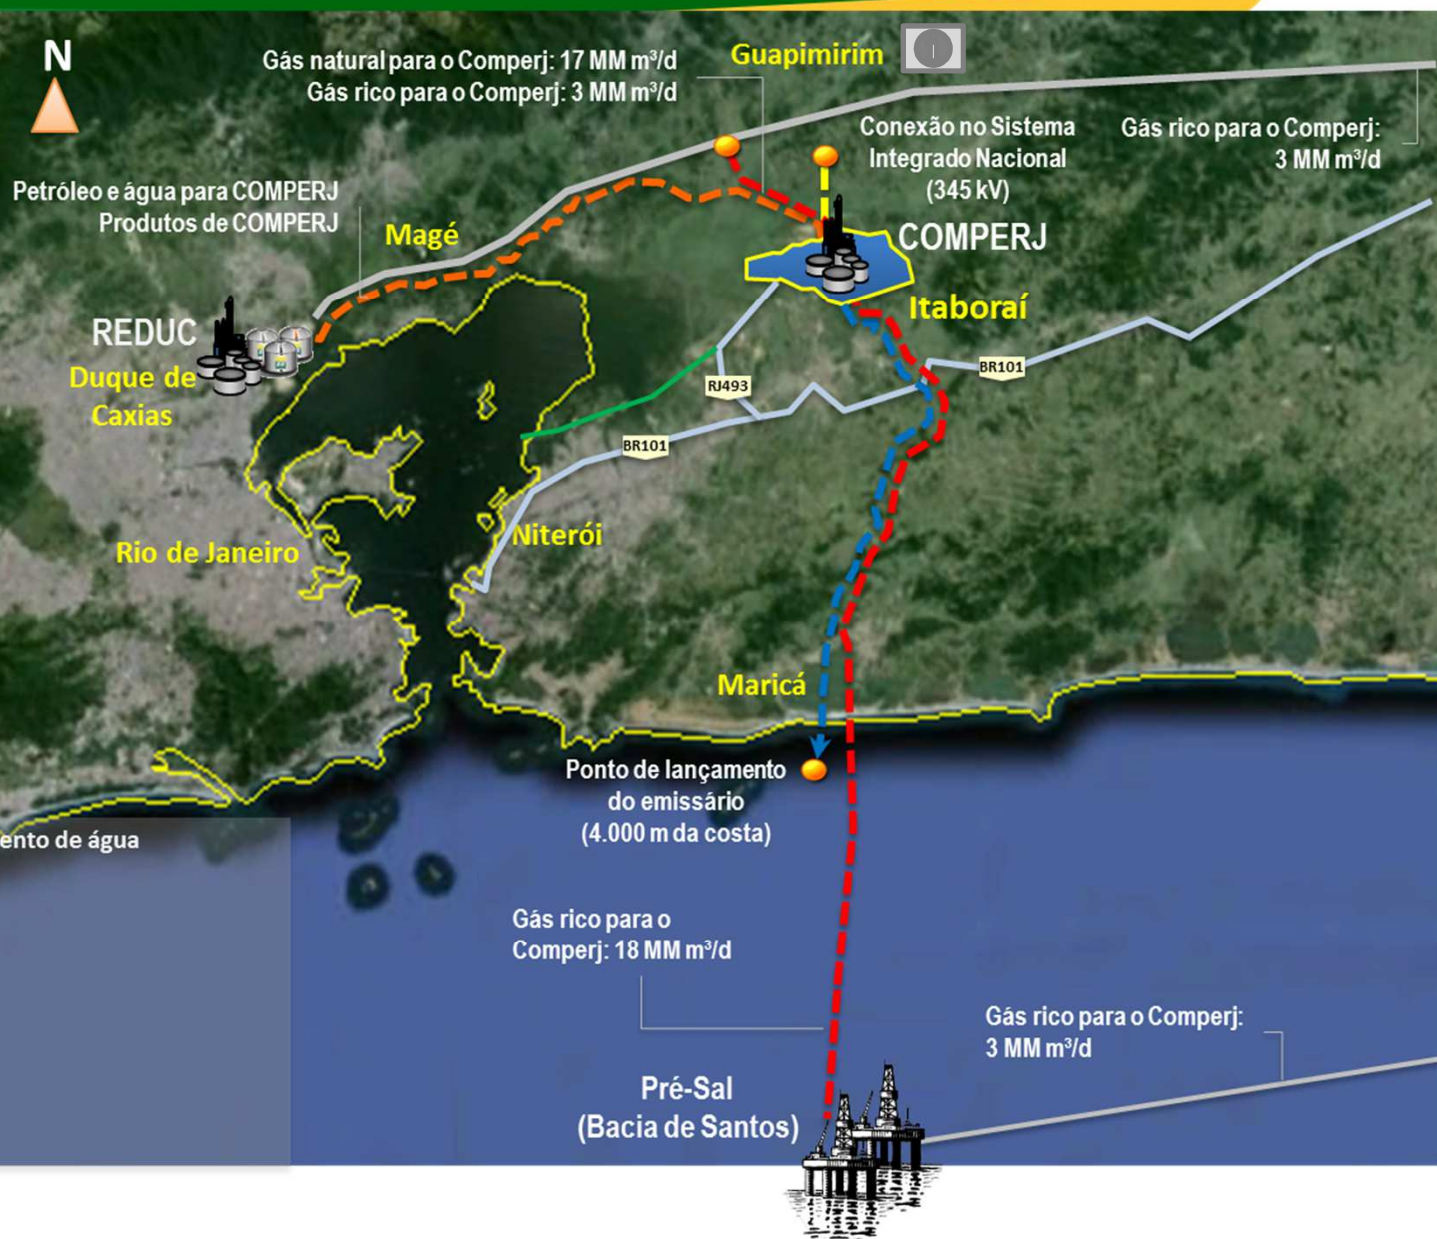 N
Gás natural para o Comperj: 17 MM m³/d
Gás rico para o Comperj: 3 MM m³/d
Guapimirim
Conexão no Sistema
Integrado Nacional
(345 kV)
Gás rico para o Comperj:
3 MM m³/d
Petróleo e água para COMPERJ
Produtos de COMPERJ
Magé
COMPERJ
Itaboraí
REDUC
Duque de
Caxias
RJ493
BR101
BR101
Niterói
Rio de Janeiro
Maricá
Ponto de lançamento
do emissário
(4.000 m da costa)
ento de água
Gás rico para o
Comperj: 18 MM m³/d
Gás rico para o Comperj:
3 MM m³/d
Pré-Sal
(Bacia de Santos)